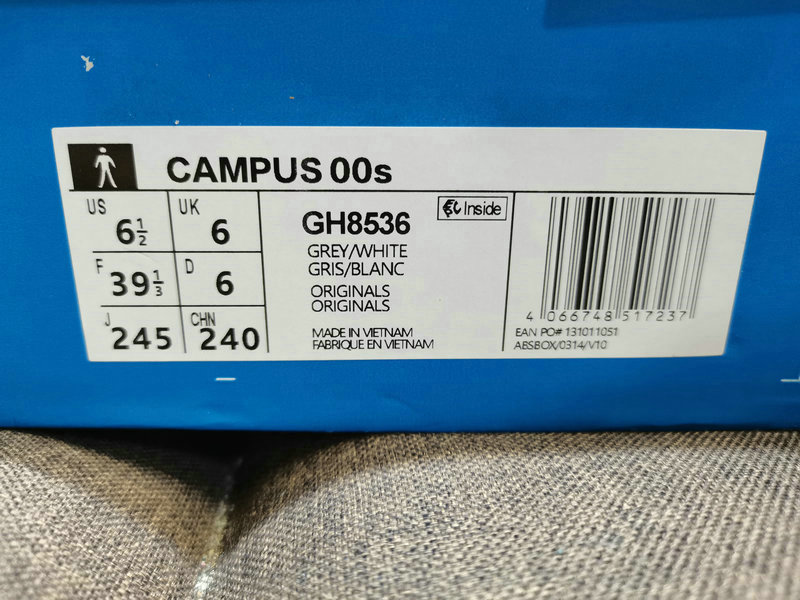 CAMPUS 00s
US 6½ UK 6
F 39⅓ D 6
J 245 CHN 240
GH8536
Inside
GREY/WHITE
GRIS/BLANC
ORIGINALS
ORIGINALS
MADE IN VIETNAM
FABRIQUE EN VIETNAM
4 066748 517237
EAN PO# 131011051
ABSBOX/0314/V10